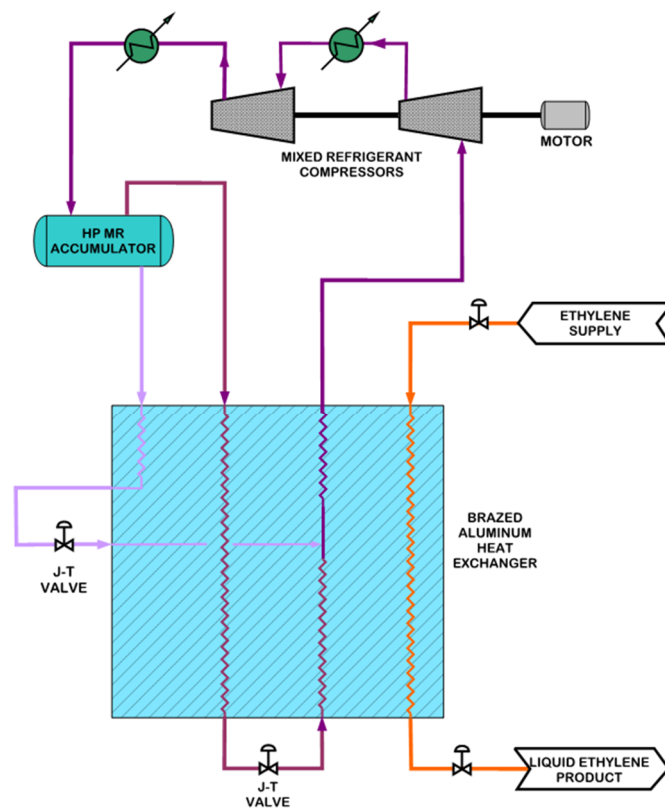 MIXED REFRIGERANT
COMPRESSORS
MOTOR
HP MR
ACCUMULATOR
ETHYLENE
SUPPLY
BRAZED
ALUMINUM
HEAT
EXCHANGER
J-T
VALVE
J-T
VALVE
LIQUID ETHYLENE
PRODUCT